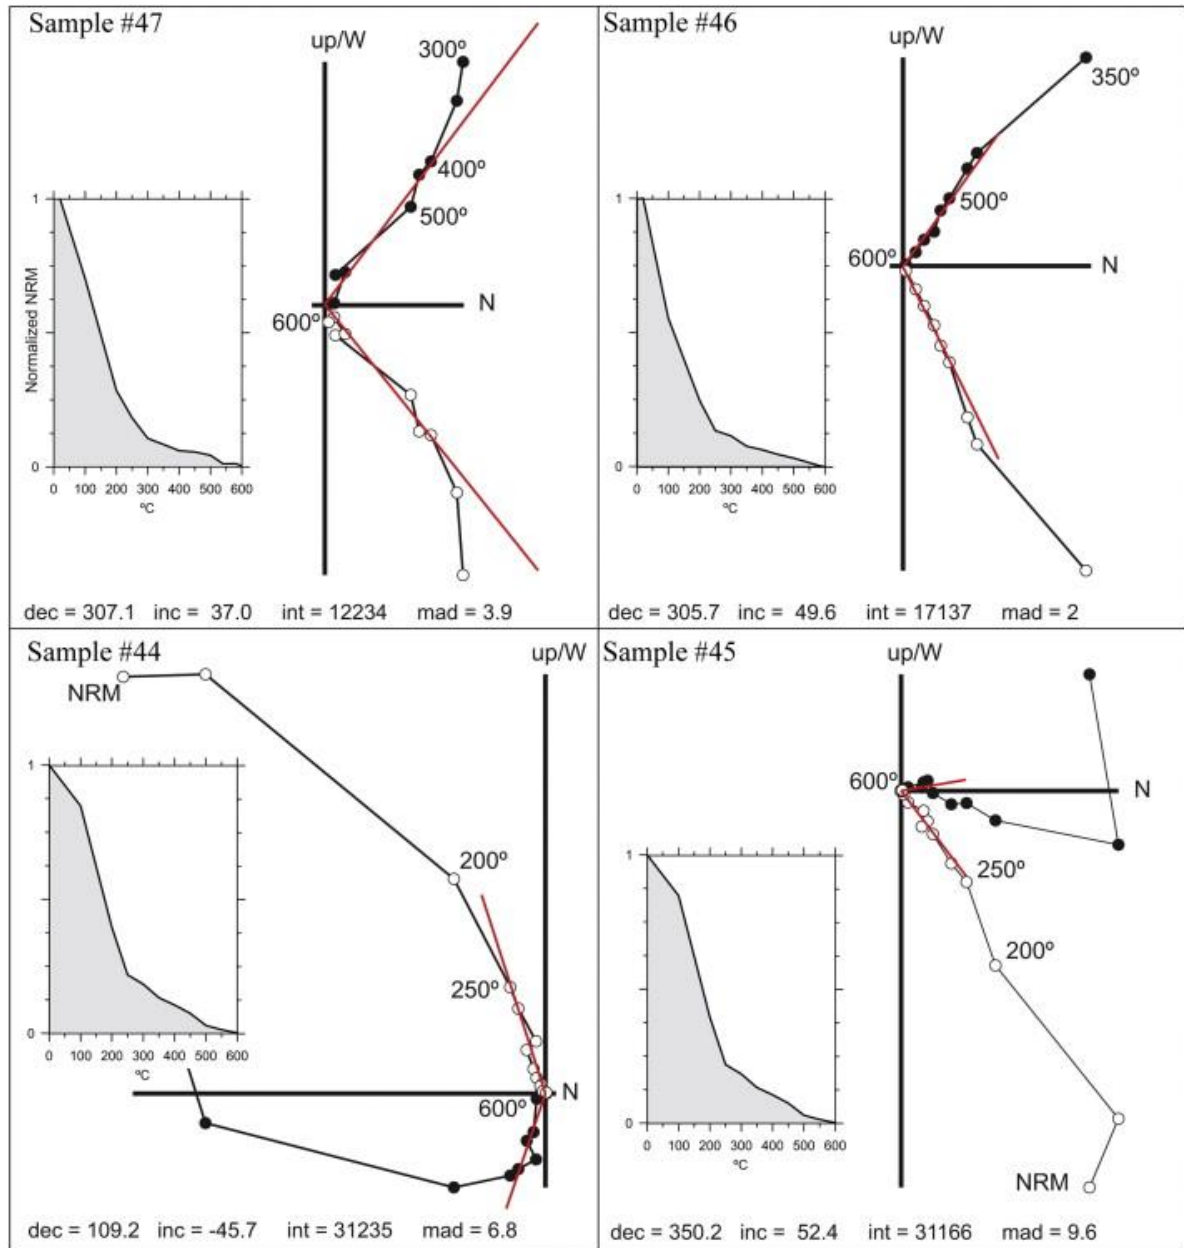 Sample #47
up/W
300º
400º
500º
600º
N
1
Normalized NRM
0
0 100 200 300 400 500 600
ºC
dec = 307.1 inc = 37.0 int = 12234 mad = 3.9
Sample #46
up/W
350º
500º
600º
N
1
0
0 100 200 300 400 500 600
ºC
dec = 305.7 inc = 49.6 int = 17137 mad = 2
Sample #44
up/W
NRM
200º
250º
600º
N
1
0
0 100 200 300 400 500 600
ºC
dec = 109.2 inc = -45.7 int = 31235 mad = 6.8
Sample #45
up/W
600º
N
250º
200º
NRM
1
0
0 100 200 300 400 500 600
ºC
dec = 350.2 inc = 52.4 int = 31166 mad = 9.6